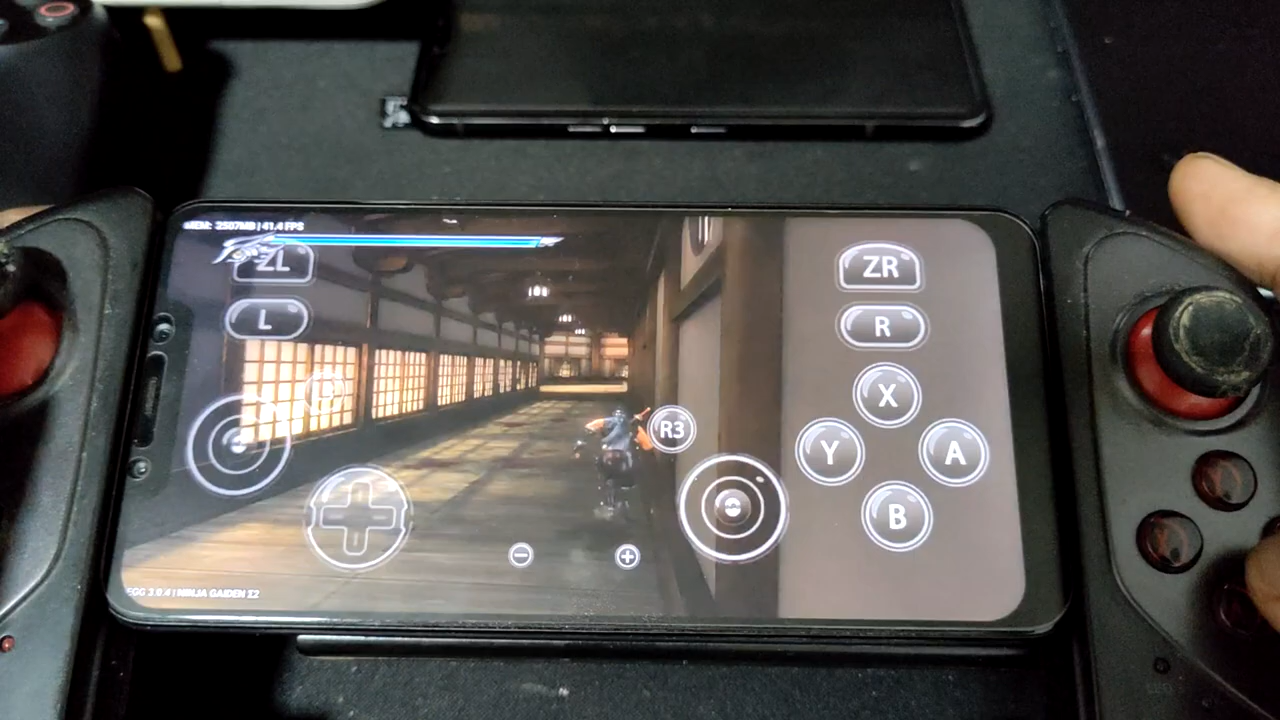 MEM: 2507MB | 41.4 FPS
ZL
L
ZR
R
X
R3
Y
A
B
EGG 3.0.4 | NINJA GAIDEN Σ2